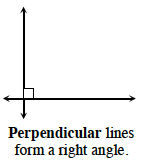 Perpendicular lines
form a right angle.